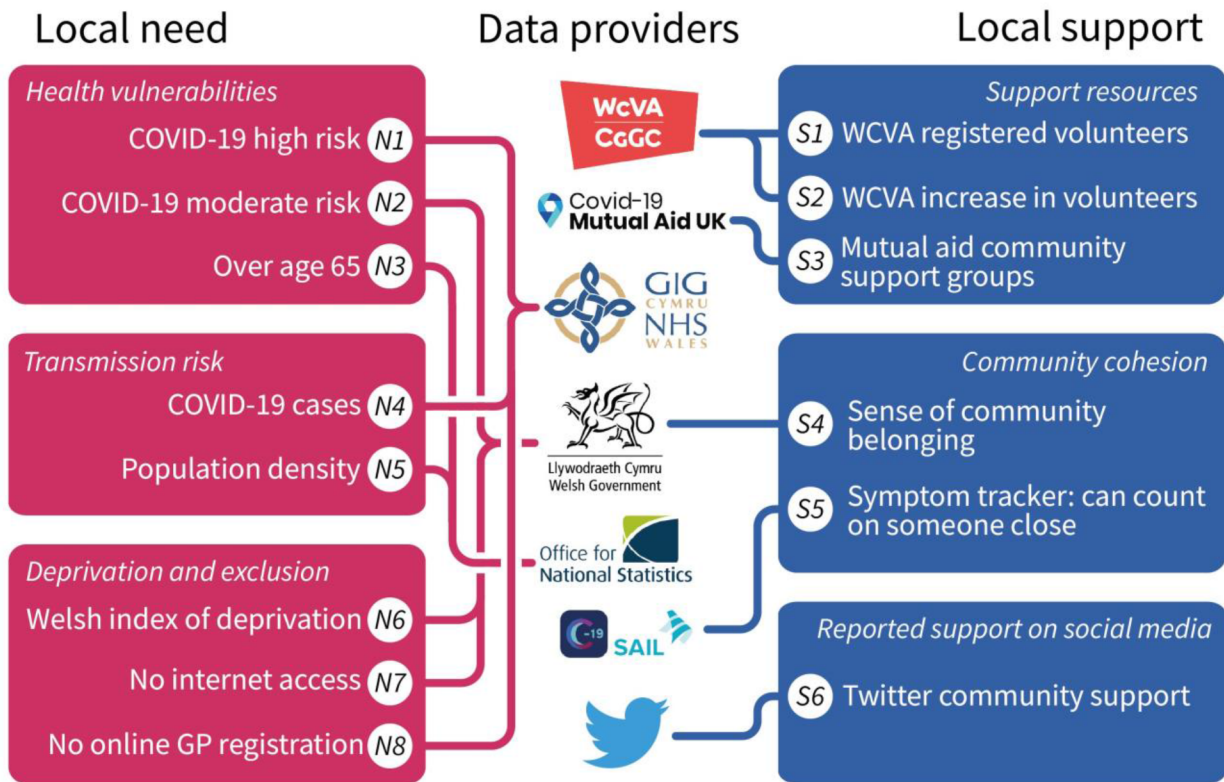 Local need
Data providers
Local support
Health vulnerabilities
COVID-19 high risk N1
COVID-19 moderate risk N2
Over age 65 N3
Transmission risk
COVID-19 cases N4
Population density N5
Deprivation and exclusion
Welsh index of deprivation N6
No internet access N7
No online GP registration N8
WCVA
CGGC
Covid-19
Mutual Aid UK
GIG
CYMRU
NHS
WALES
Llywodraeth Cymru
Welsh Government
Office for
National Statistics
C-19
SAIL
Support resources
S1 WCVA registered volunteers
S2 WCVA increase in volunteers
S3 Mutual aid community
support groups
Community cohesion
S4 Sense of community
belonging
S5 Symptom tracker: can count
on someone close
Reported support on social media
S6 Twitter community support